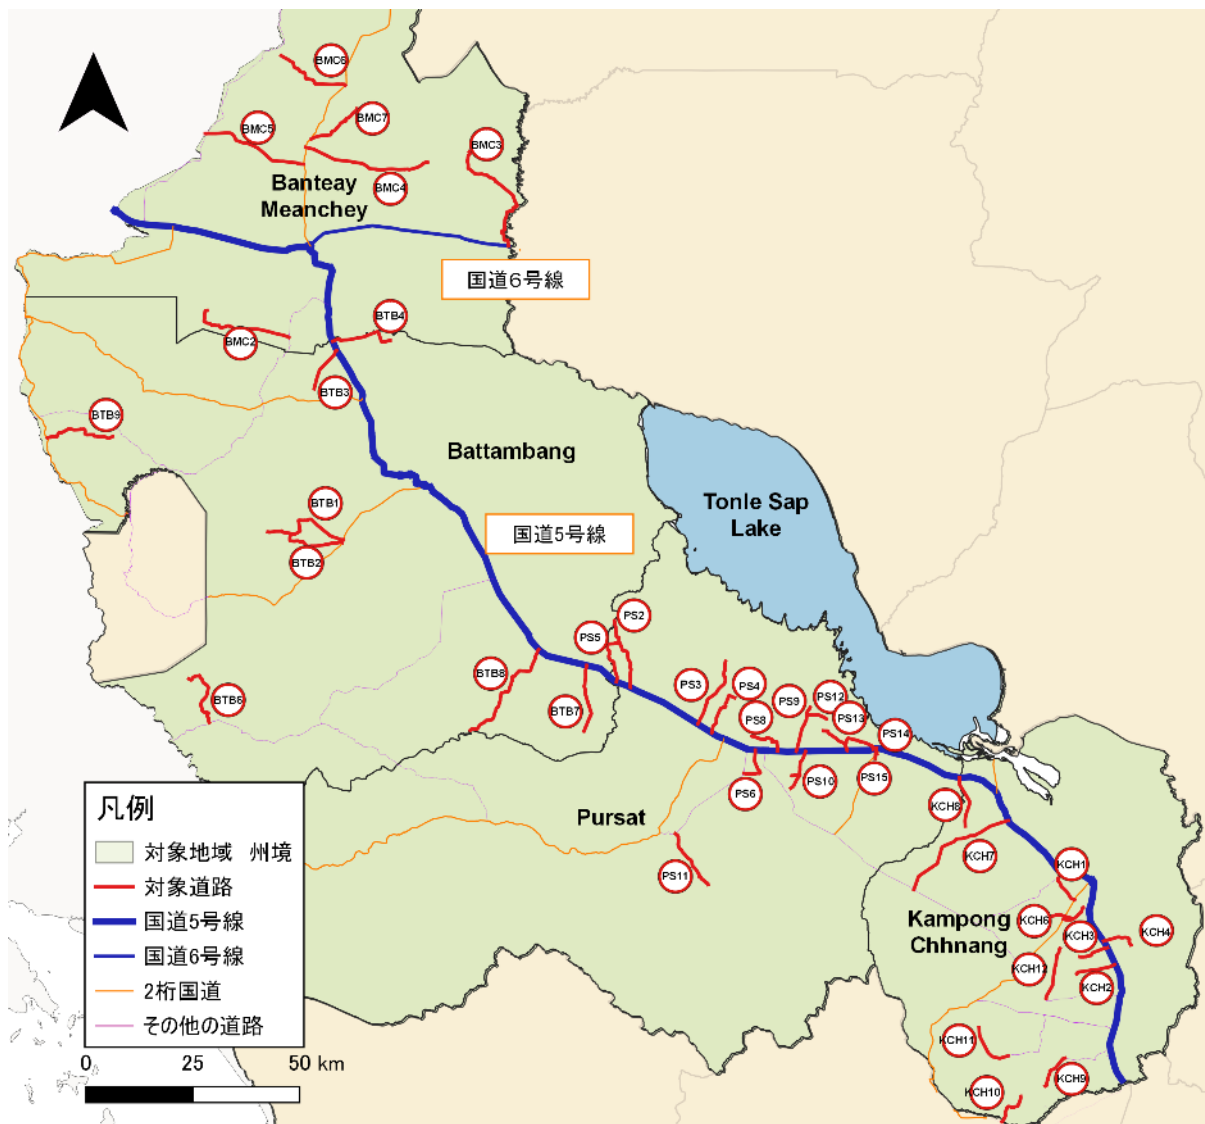 BMC6
BMC5
BMC7
BMC3
BMC4
Banteay
Meanchey
国道6号線
BTB4
BMC2
BTB3
BTB9
Battambang
BTB1
Tonle Sap
Lake
国道5号線
BTB2
PS2
PS5
BTB8
PS3
PS4
BTB6
BTB7
PS8
PS9
PS12
PS13
PS14
PS6
PS10
PS15
KCH8
Pursat
KCH7
KCH1
PS11
Kampong
Chhnang
KCH6
KCH3
KCH4
KCH12
KCH2
KCH11
KCH10
KCH9
凡例
対象地域 州境
対象道路
国道5号線
国道6号線
2桁国道
その他の道路
0 25 50 km